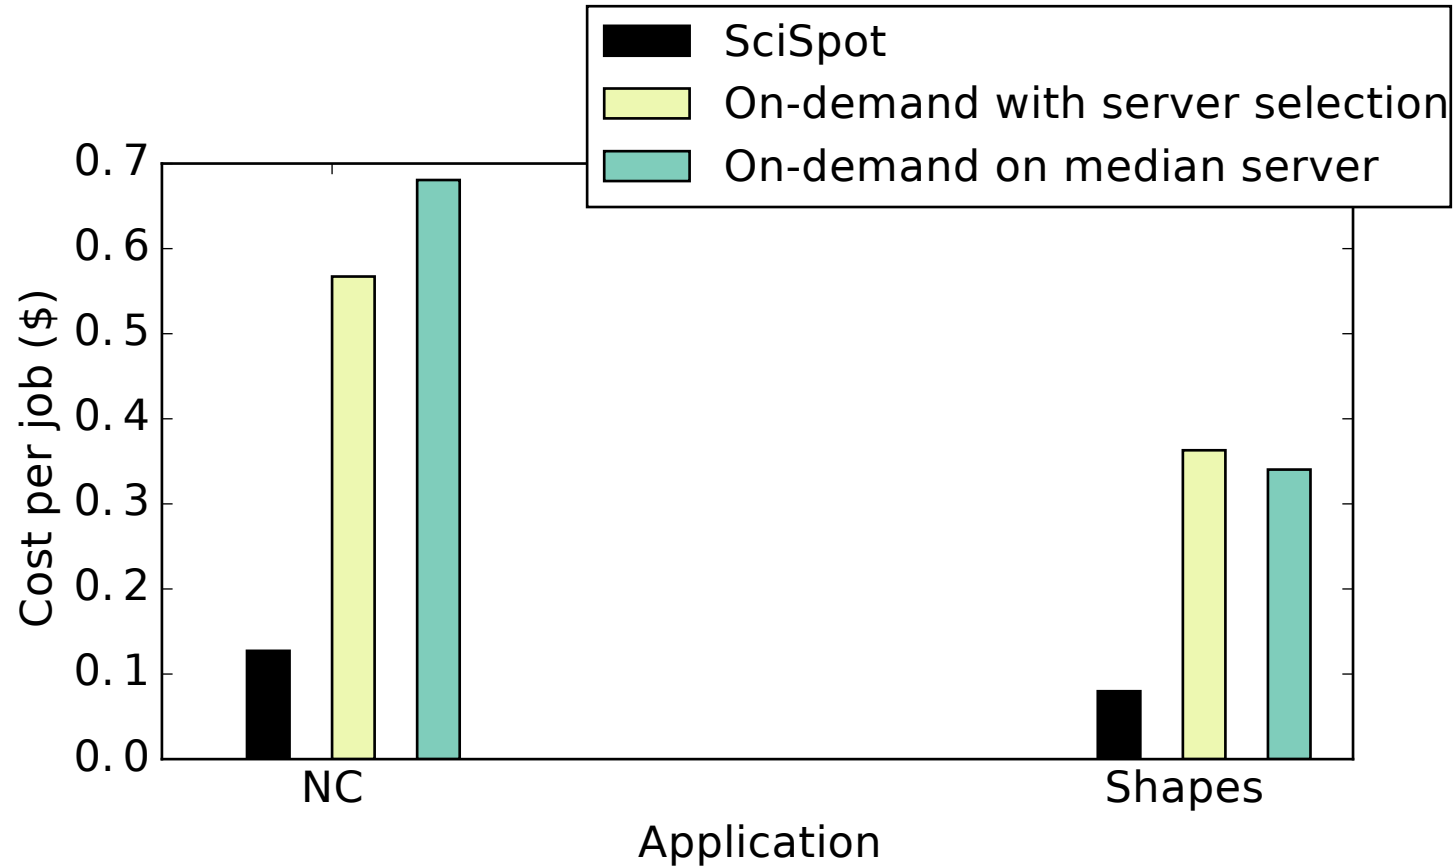 SciSpot
On-demand with server selection
On-demand on median server
0.7
0.6
0.5
0.4
0.3
0.2
0.1
0.0
Cost per job ($)
NC
Shapes
Application